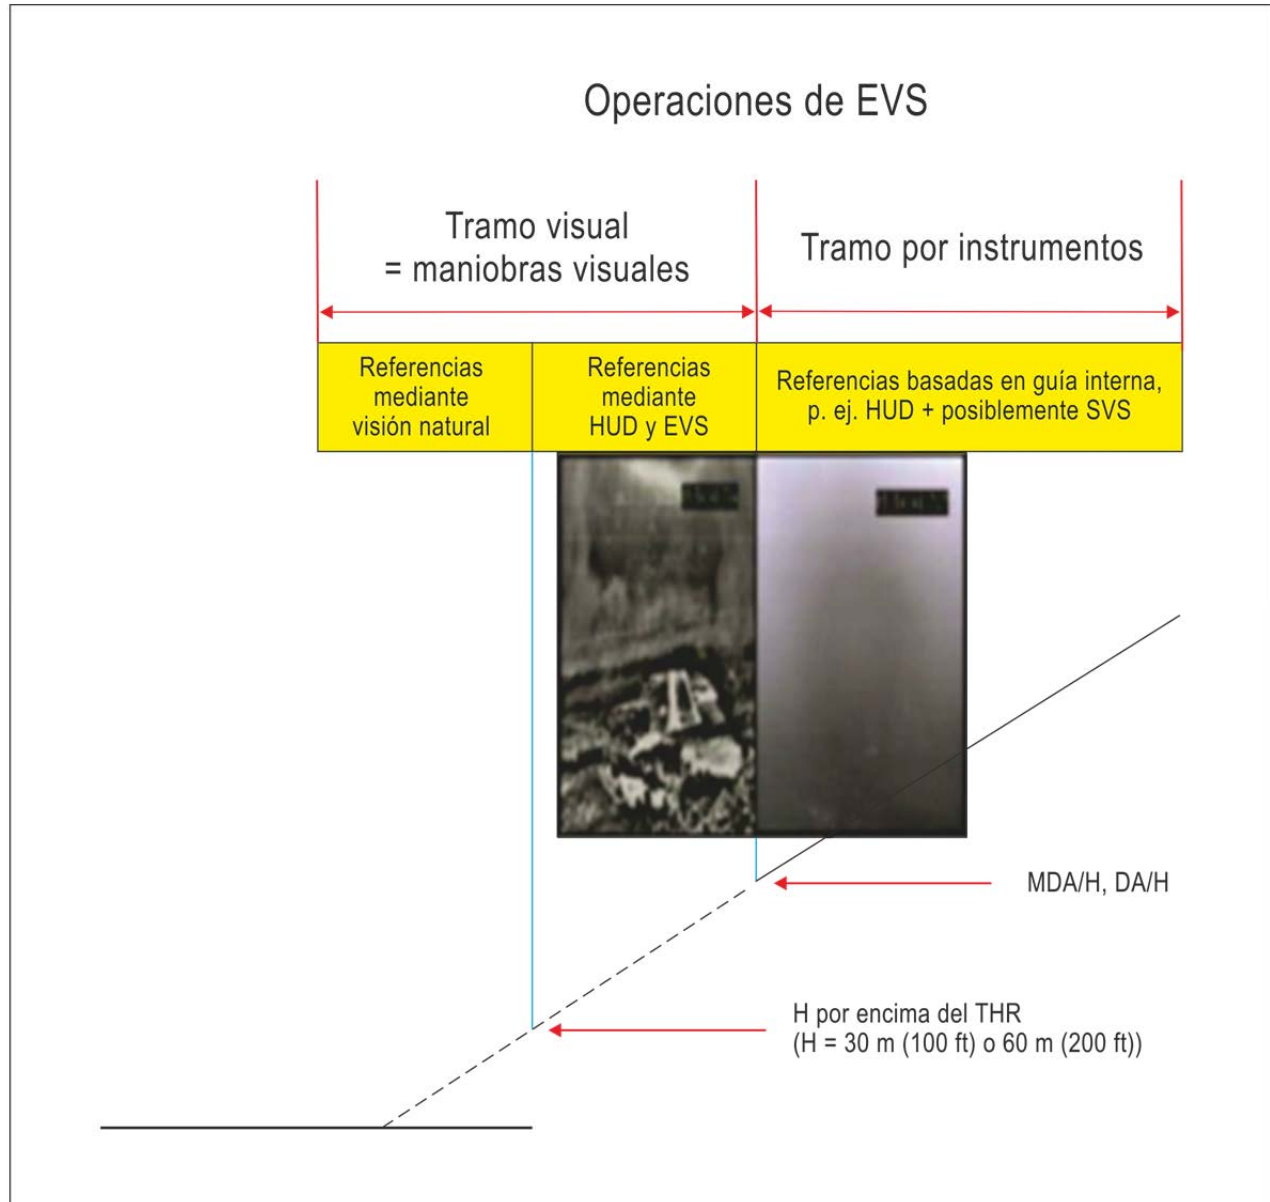 Operaciones de EVS
Tramo visual
= maniobras visuales
Tramo por instrumentos
Referencias
mediante
visión natural
Referencias
mediante
HUD y EVS
Referencias basadas en guía interna,
p. ej. HUD + posiblemente SVS
MDA/H, DA/H
H por encima del THR
(H = 30 m (100 ft) o 60 m (200 ft))